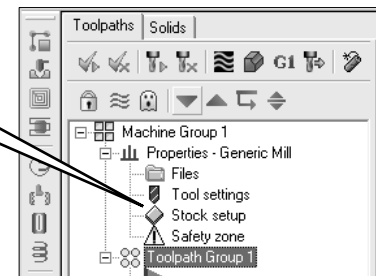 Toolpaths Solids
G1
Machine Group 1
Properties - Generic Mill
Files
Tool settings
Stock setup
Safety zone
Toolpath Group 1